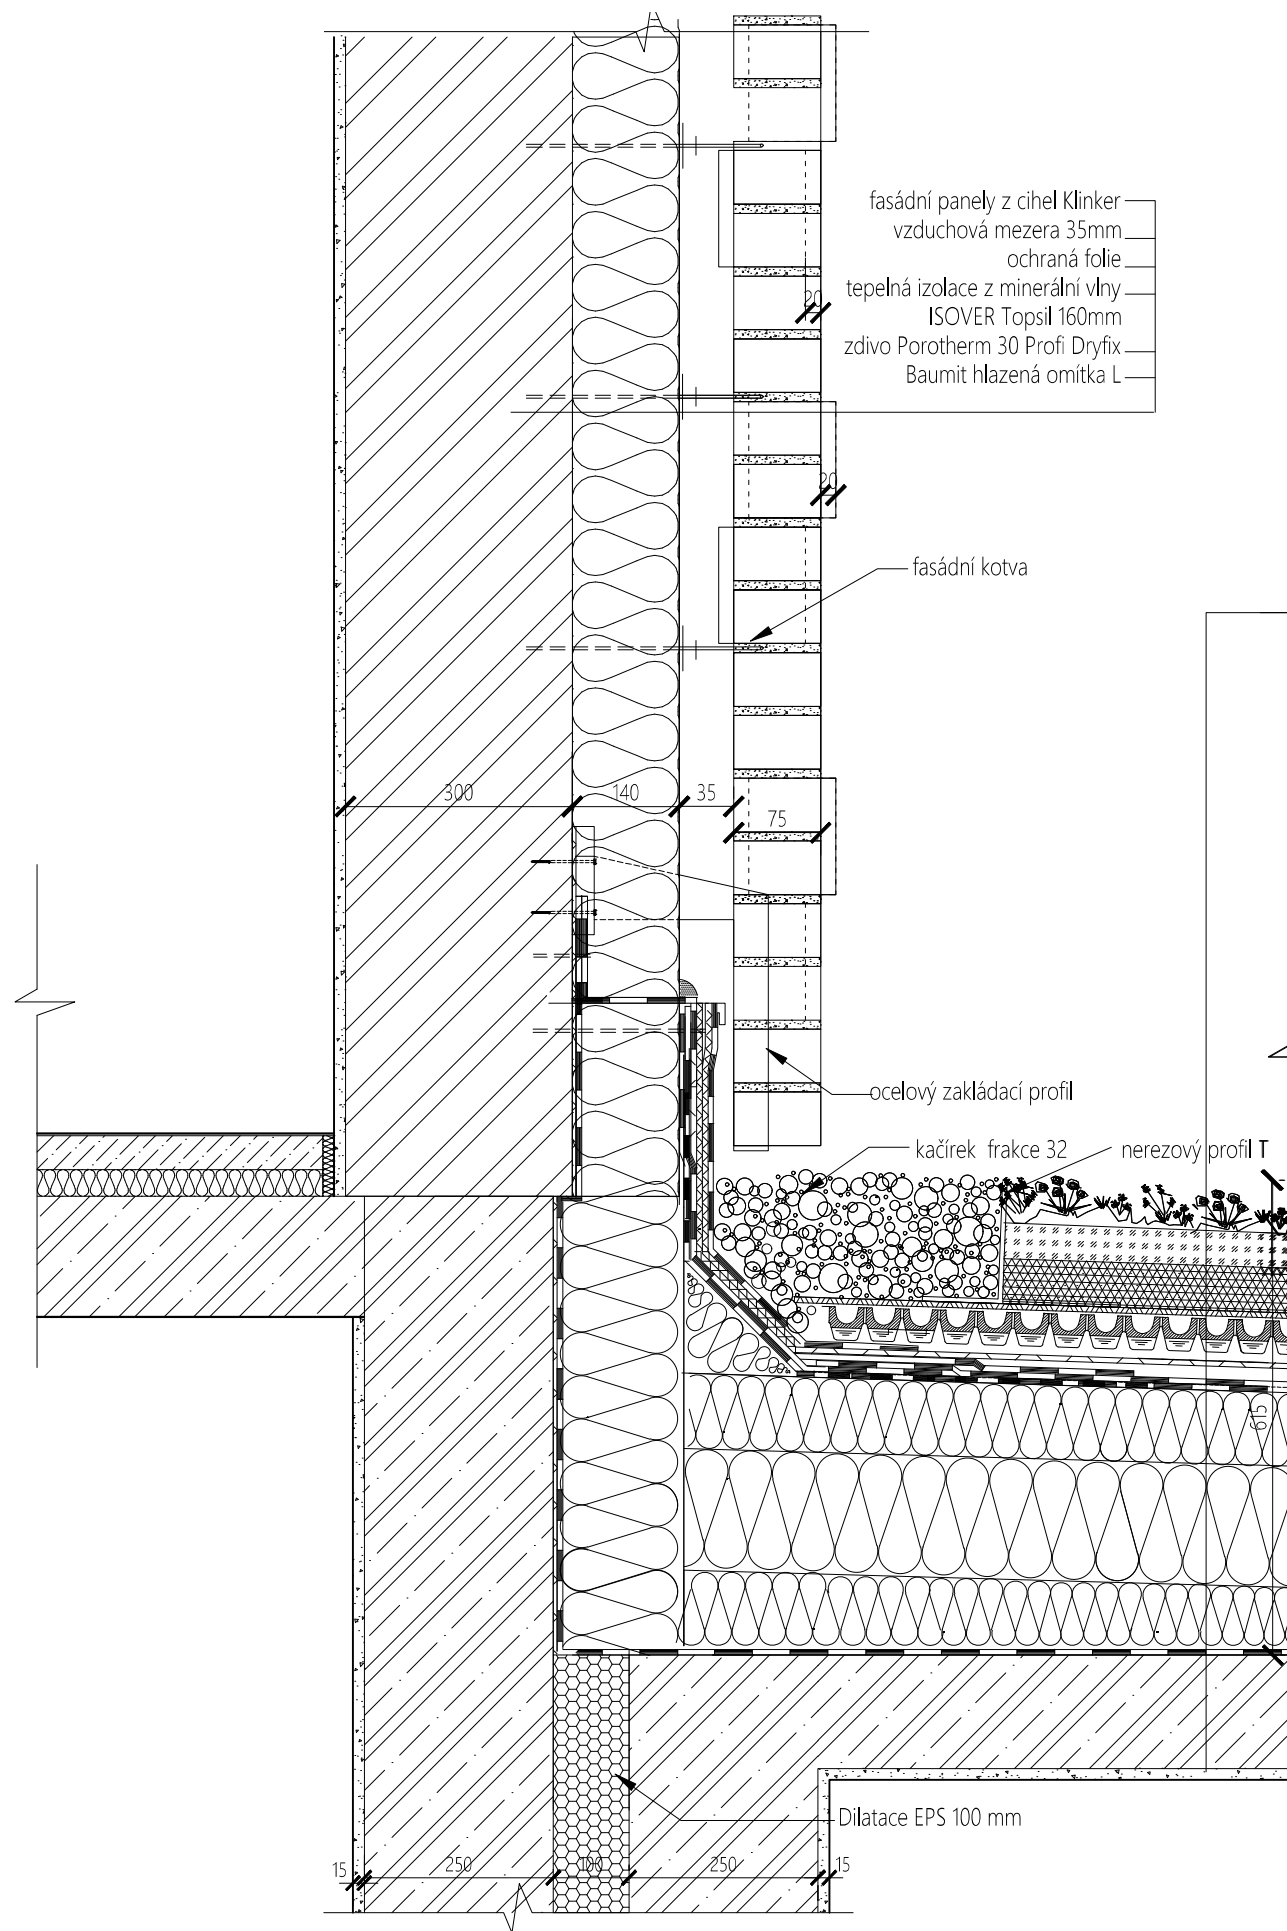 fasádní panely z cihel Klinker
vzduchová mezera 35mm
ochraná folie
tepelná izolace z minerální vlny
ISOVER Topsil 160mm
zdivo Porotherm 30 Profi Dryfix
Baumit hlazená omítka L
20
20
fasádní kotva
300
140
35
75
ocelový zakládací profil
kačírek frakce 32
nerezový profil T
615
Dilatace EPS 100 mm
15
250
100
250
15